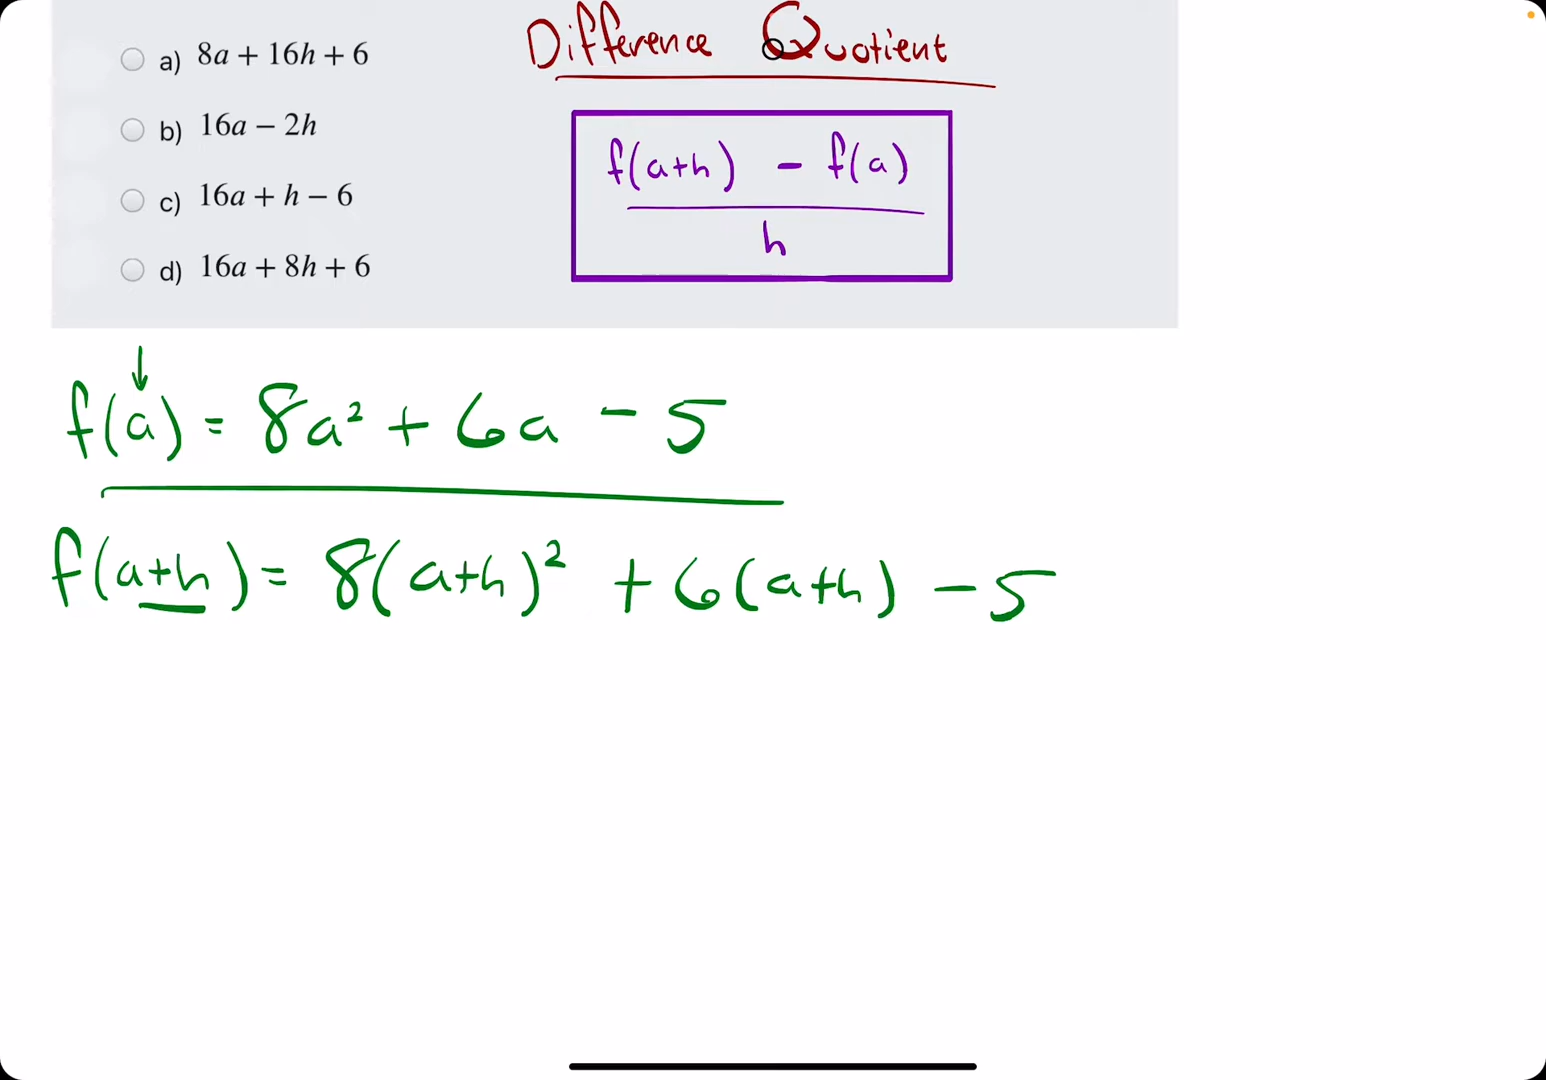 Difference Quotient
a) 8a + 16h + 6
b) 16a − 2h
c) 16a + h − 6
d) 16a + 8h + 6
f(a+h) - f(a)
h
f(a) = 8a² + 6a - 5
f(a+h) = 8(a+h)² + 6(a+h) - 5